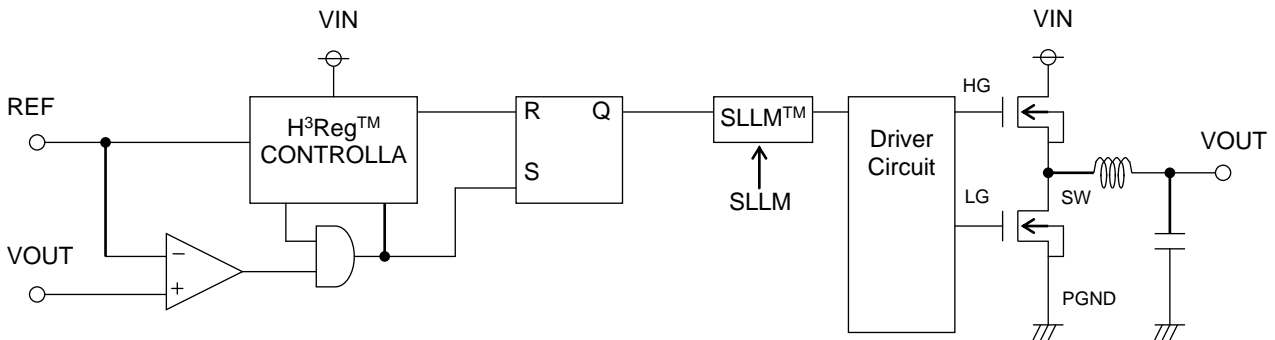 VIN
VIN
REF
H³Reg™
CONTROLLA
R
Q
SLLM™
Driver
Circuit
HG
VOUT
S
SLLM
LG
SW
VOUT
−
+
PGND